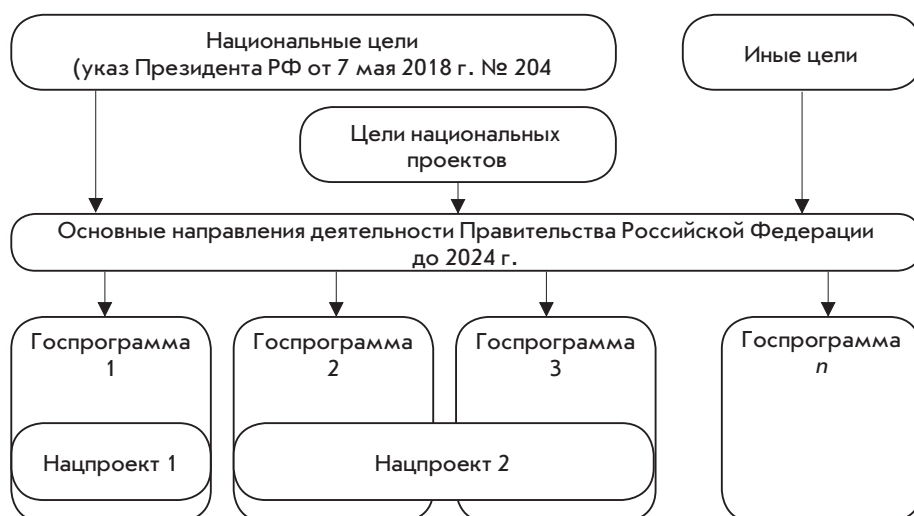 Национальные цели
(указ Президента РФ от 7 мая 2018 г. № 204
Иные цели
Цели национальных
проектов
Основные направления деятельности Правительства Российской Федерации
до 2024 г.
Госпрограмма
1
Госпрограмма
2
Госпрограмма
3
Госпрограмма
n
Нацпроект 1
Нацпроект 2